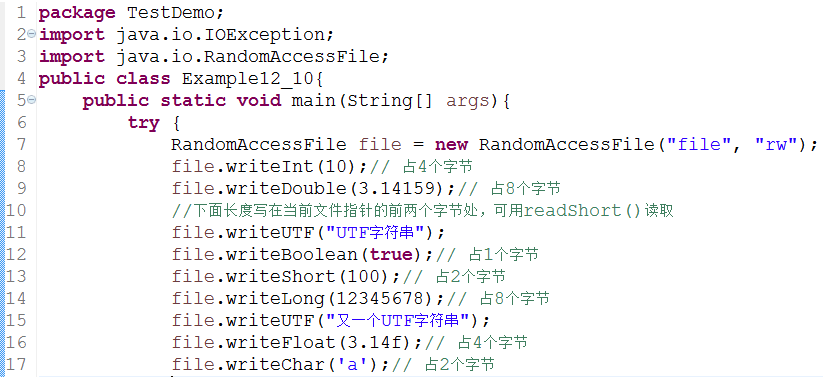 1 package TestDemo;
2 import java.io.IOException;
3 import java.io.RandomAccessFile;
4 public class Example12_10{
5     public static void main(String[] args){
6         try {
7             RandomAccessFile file = new RandomAccessFile("file", "rw");
8             file.writeInt(10);// 占4个字节
9             file.writeDouble(3.14159);// 占8个字节
10             //下面长度写在当前文件指针的前两个字节处，可用readShort()读取
11             file.writeUTF("UTF字符串");
12             file.writeBoolean(true);// 占1个字节
13             file.writeShort(100);// 占2个字节
14             file.writeLong(12345678);// 占8个字节
15             file.writeUTF("又一个UTF字符串");
16             file.writeFloat(3.14f);// 占4个字节
17             file.writeChar('a');// 占2个字节